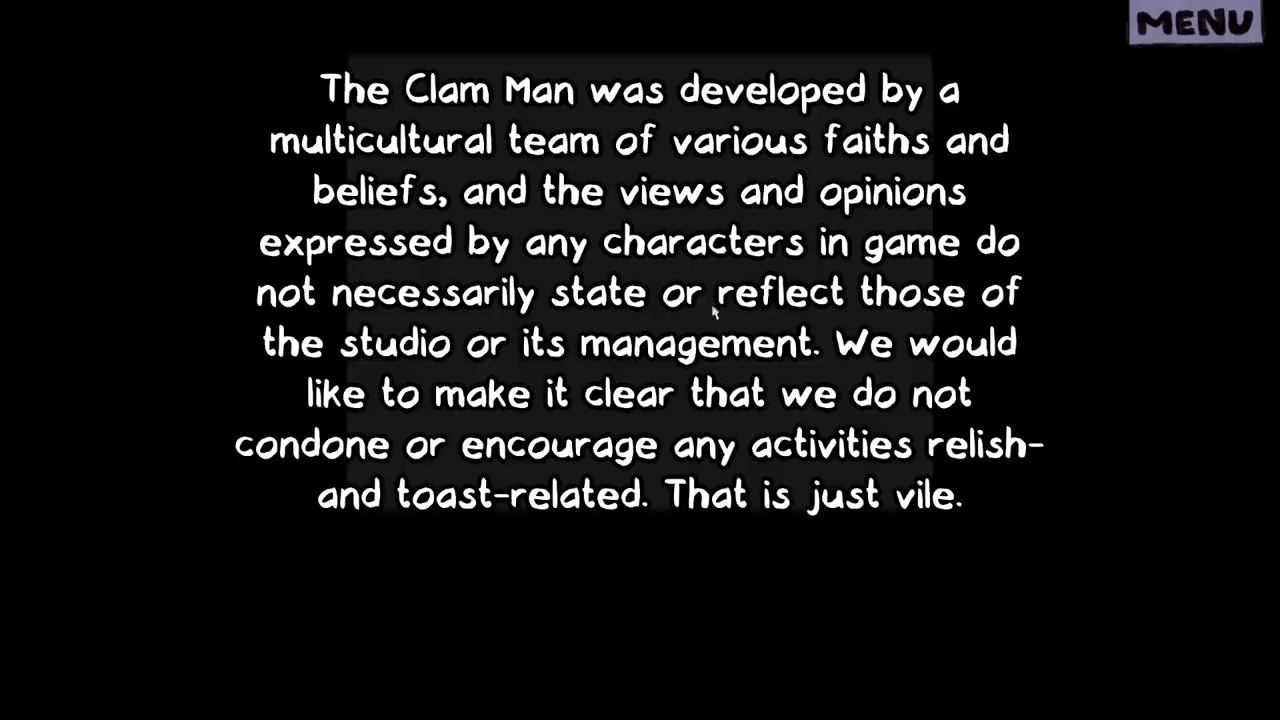 MENU
The Clam Man was developed by a
multicultural team of various faiths and
beliefs, and the views and opinions
expressed by any characters in game do
not necessarily state or reflect those of
the studio or its management. We would
like to make it clear that we do not
condone or encourage any activities relish-
and toast-related. That is just vile.